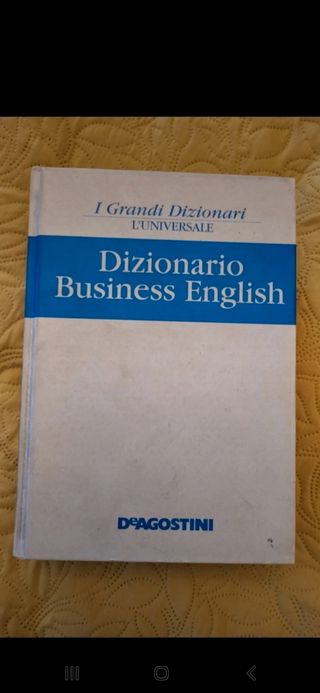 I Grandi Dizionari
L'UNIVERSALE
Dizionario
Business English
DeAGOSTINI